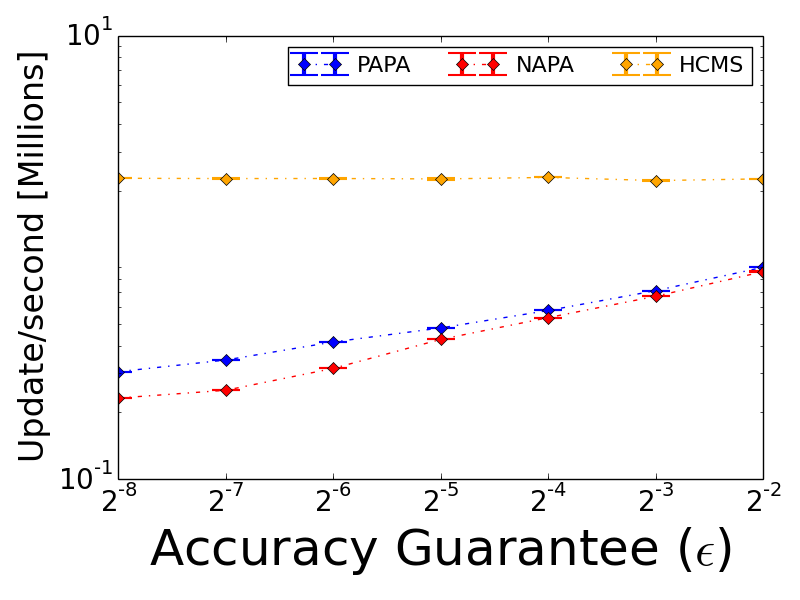 10^1
PAPA NAPA HCMS
Update/second [Millions]
10^-1
2^-8 2^-7 2^-6 2^-5 2^-4 2^-3 2^-2
Accuracy Guarantee (ϵ)